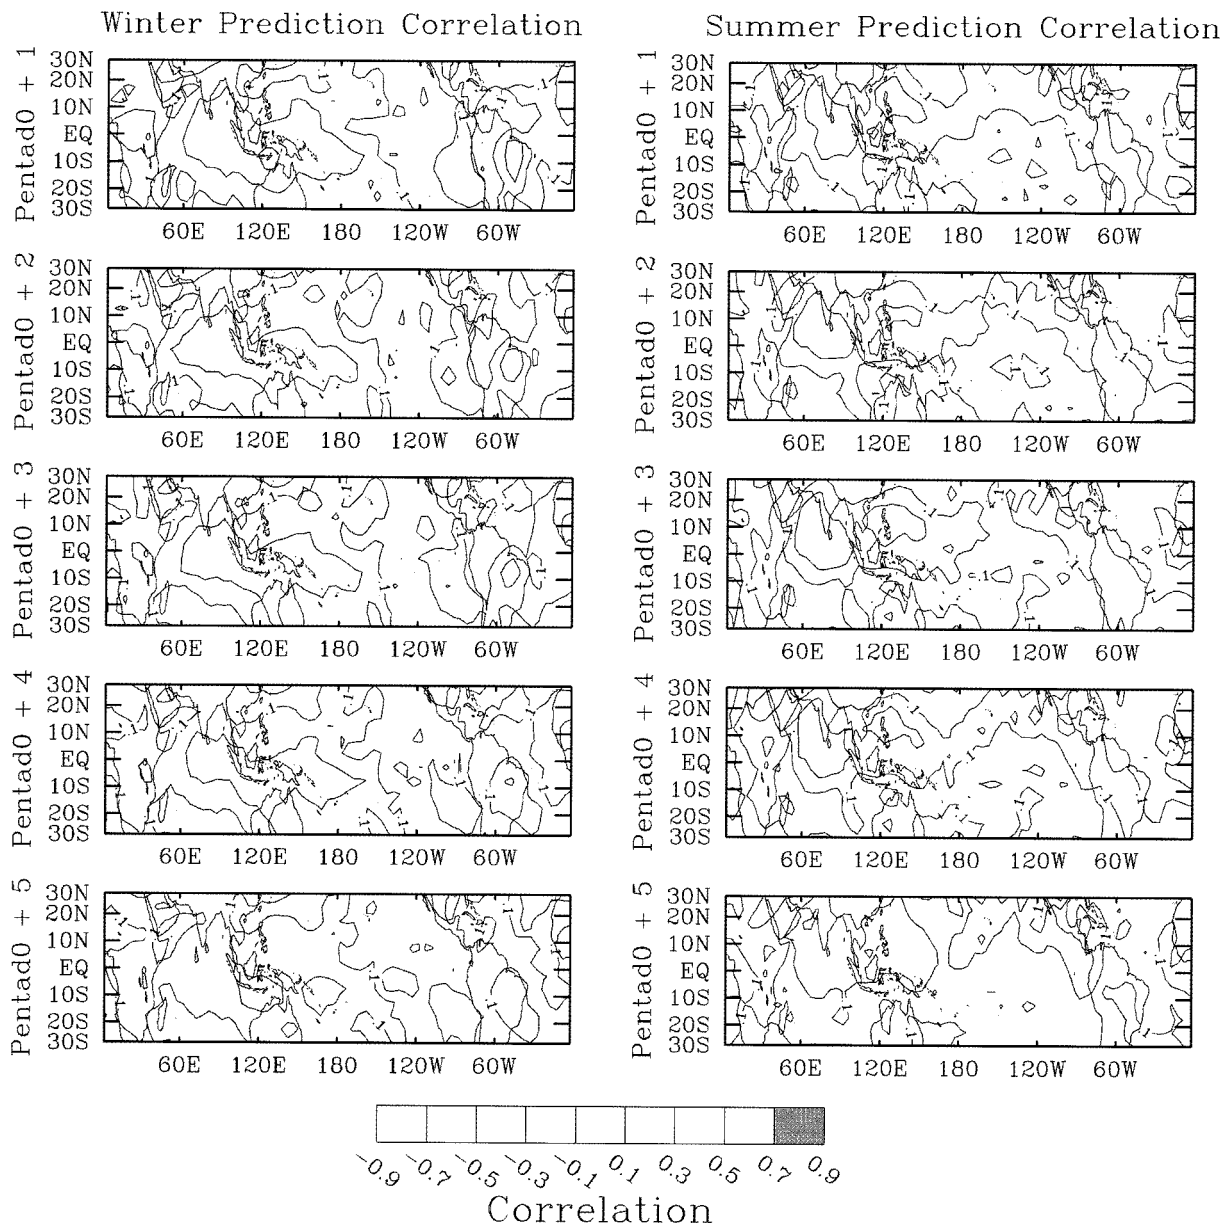 Winter Prediction Correlation
Summer Prediction Correlation
Pentad0 + 1
30N
20N
10N
EQ
10S
20S
30S
60E 120E 180 120W 60W
Pentad0 + 1
30N
20N
10N
EQ
10S
20S
30S
60E 120E 180 120W 60W
Pentad0 + 2
30N
20N
10N
EQ
10S
20S
30S
60E 120E 180 120W 60W
Pentad0 + 2
30N
20N
10N
EQ
10S
20S
30S
60E 120E 180 120W 60W
Pentad0 + 3
30N
20N
10N
EQ
10S
20S
30S
60E 120E 180 120W 60W
Pentad0 + 3
30N
20N
10N
EQ
10S
20S
30S
60E 120E 180 120W 60W
Pentad0 + 4
30N
20N
10N
EQ
10S
20S
30S
60E 120E 180 120W 60W
Pentad0 + 4
30N
20N
10N
EQ
10S
20S
30S
60E 120E 180 120W 60W
Pentad0 + 5
30N
20N
10N
EQ
10S
20S
30S
60E 120E 180 120W 60W
Pentad0 + 5
30N
20N
10N
EQ
10S
20S
30S
60E 120E 180 120W 60W
-0.9 -0.7 -0.5 -0.3 -0.1 0.1 0.3 0.5 0.7 0.9
Correlation